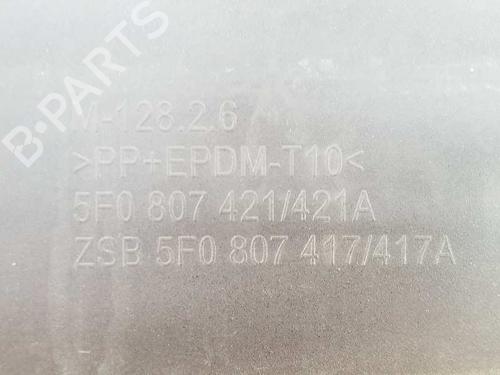 B-PARTS
M-128.2.6
>PP+EPDM-T10<
5F0 807 421/421A
ZSB 5F0 807 417/417A